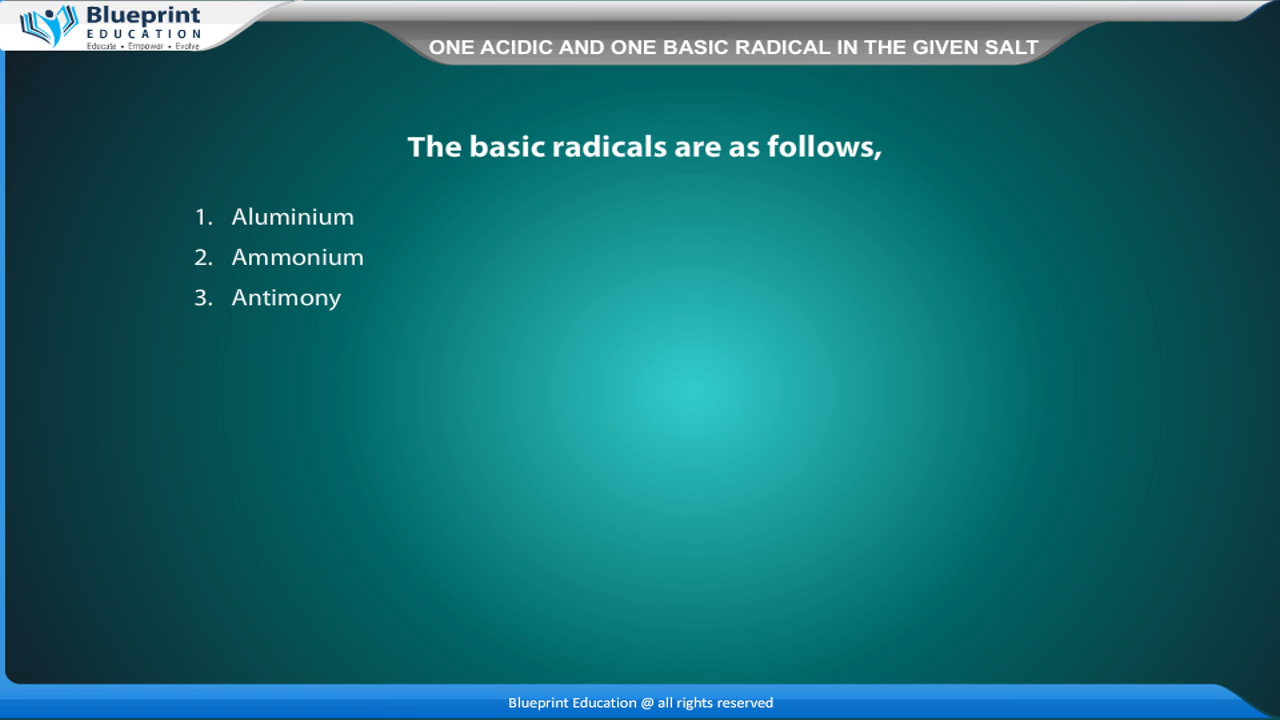 Blueprint
EDUCATION
Educate • Empower • Evolve
ONE ACIDIC AND ONE BASIC RADICAL IN THE GIVEN SALT
The basic radicals are as follows,
1. Aluminium
2. Ammonium
3. Antimony
Blueprint Education @ all rights reserved